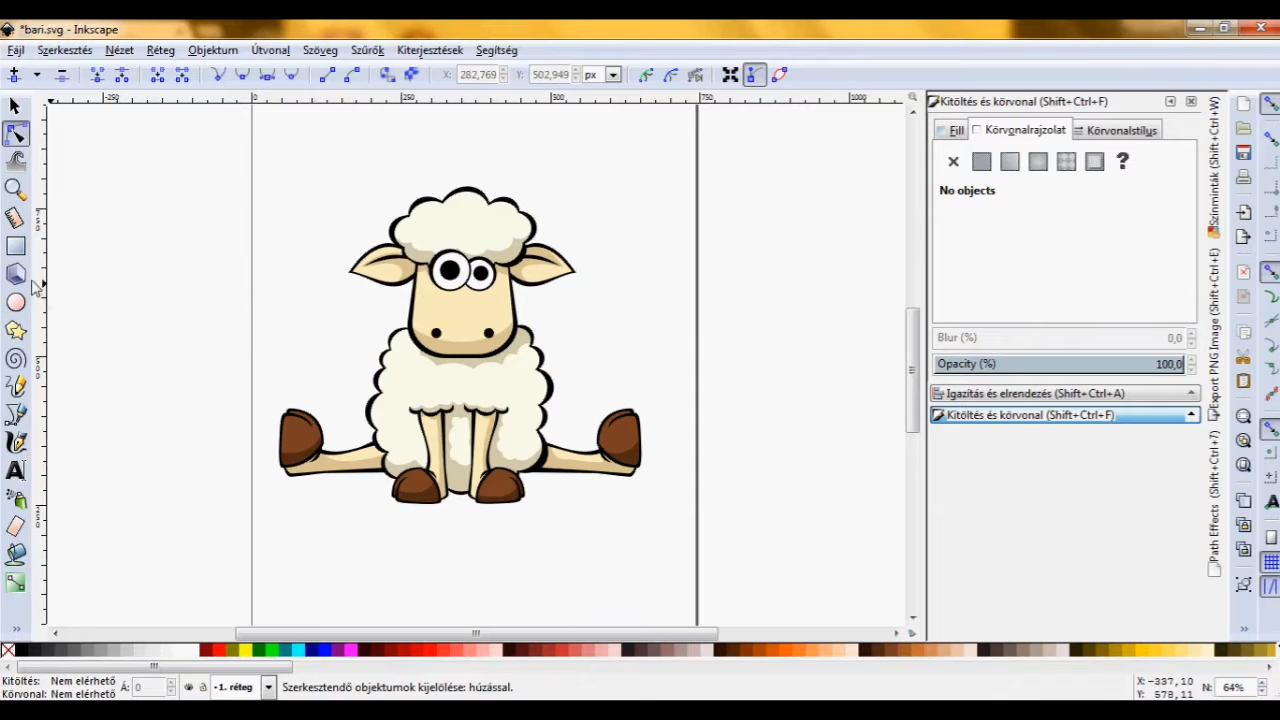 *bari.svg - Inkscape
Fájl Szerkesztés Nézet Réteg Objektum Útvonal Szöveg Szűrők Kiterjesztések Segítség
X: 282,769 Y: 502,949 px
-250 0 250 500 750 1000
Kitöltés és körvonal (Shift+Ctrl+F)
Fill Körvonalrajzolat Körvonalstílus
No objects
Blur (%) 0,0
Opacity (%) 100,0
Igazítás és elrendezés (Shift+Ctrl+A)
Kitöltés és körvonal (Shift+Ctrl+F)
Színminták (Shift+Ctrl+W)
Export PNG Image (Shift+Ctrl+E)
Path Effects (Shift+Ctrl+7)
750
500
250
Kitöltés: Nem elérhető
Körvonal: Nem elérhető
Á: 0
•1. réteg
Szerkesztendő objektumok kijelölése: húzással.
X: -337,10
Y: 578,11
N: 64%